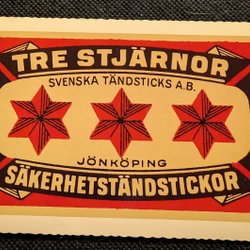 TRE STJÄRNOR
SVENSKA TÄNDSTICKS A.B.
JÖNKÖPING
SÄKERHETSTÄNDSTICKOR